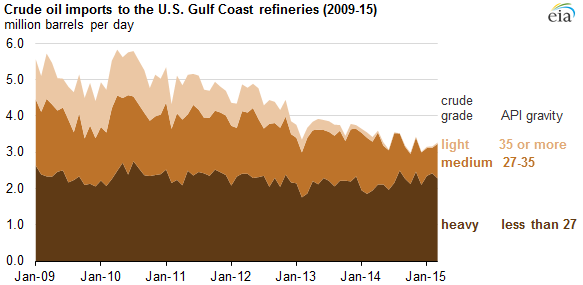 Crude oil imports to the U.S. Gulf Coast refineries (2009-15)
million barrels per day
eia
6.0
5.0
4.0
3.0
2.0
1.0
0.0
Jan-09 Jan-10 Jan-11 Jan-12 Jan-13 Jan-14 Jan-15
crude
grade API gravity
light 35 or more
medium 27-35
heavy less than 27